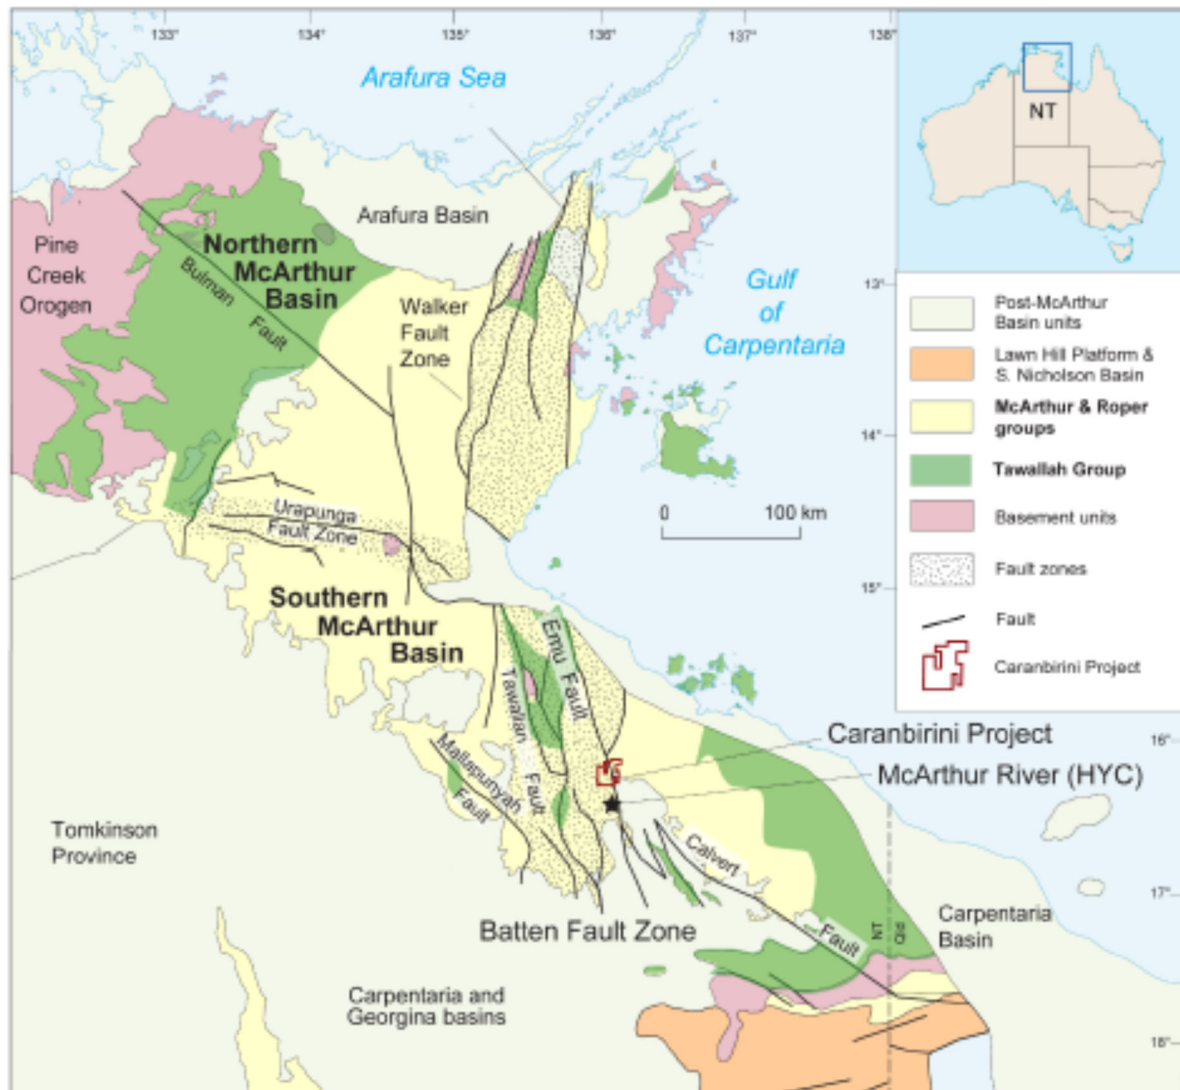 133°
134°
135°
136°
137°
138°
Arafura Sea
NT
Arafura Basin
Pine
Creek
Orogen
Northern
McArthur
Basin
Bulman
Fault
Walker
Fault
Zone
Gulf
of
Carpentaria
13°
Post-McArthur
Basin units
Lawn Hill Platform &
S. Nicholson Basin
McArthur & Roper
groups
Tawallah Group
Basement units
Fault zones
Fault
Caranbirini Project
14°
Urapunga
Fault Zone
0 100 km
15°
Southern
McArthur
Basin
Emu Fault
Tawallah Fault
Mallapunyah
Fault
Caranbirini Project
16°
McArthur River (HYC)
Tomkinson
Province
Calvert
Fault
17°
Batten Fault Zone
NT
Qld
Carpentaria
Basin
Carpentaria and
Georgina basins
18°